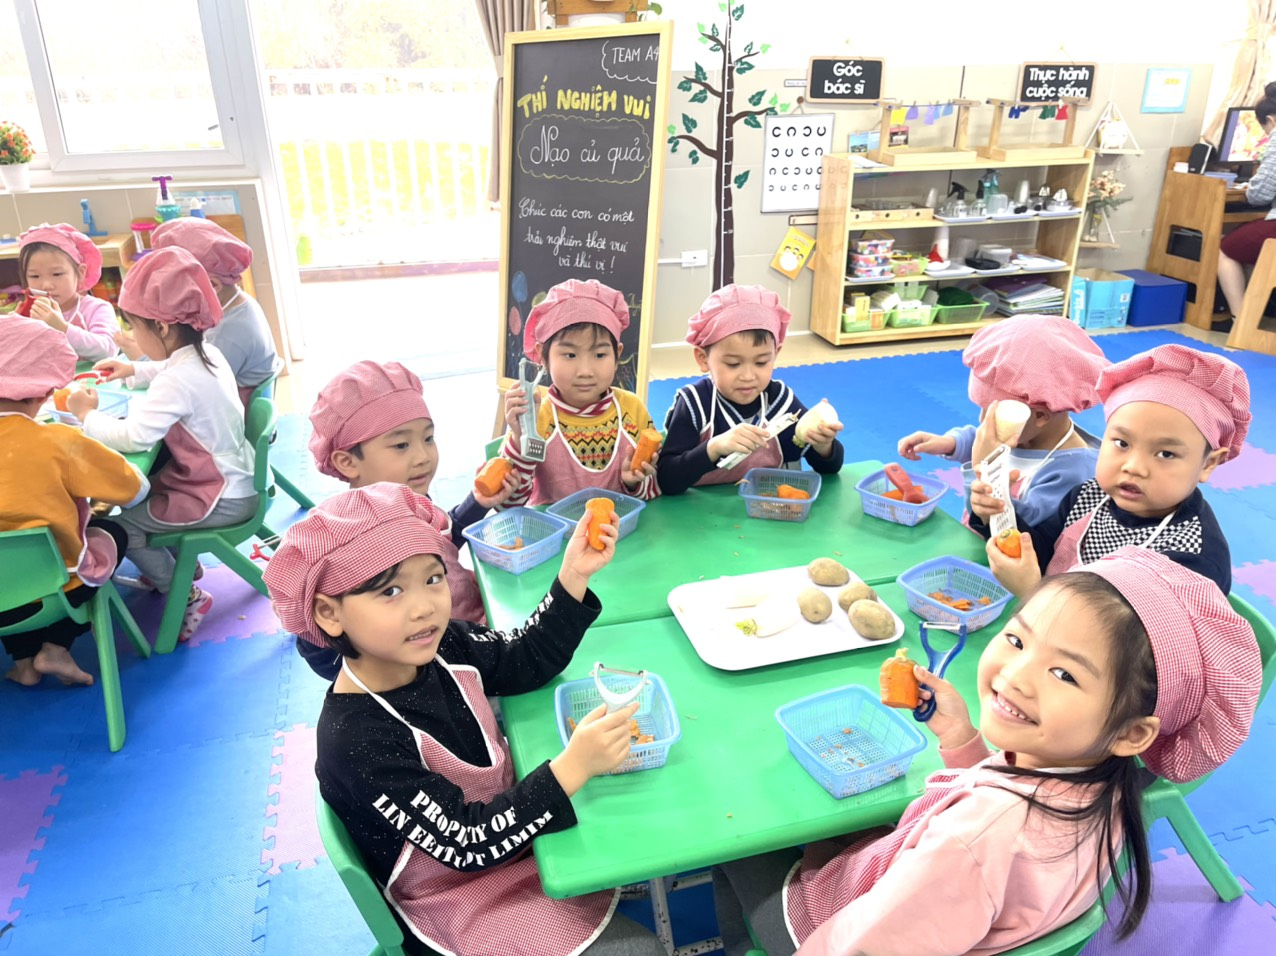 TEAM A4
THÍ NGHIỆM VUI
Nạo củ quả
Chúc các con có một
trải nghiệm thật vui
và thú vị !
Góc
bác sĩ
Thực hành
cuộc sống
PROPERTY OF